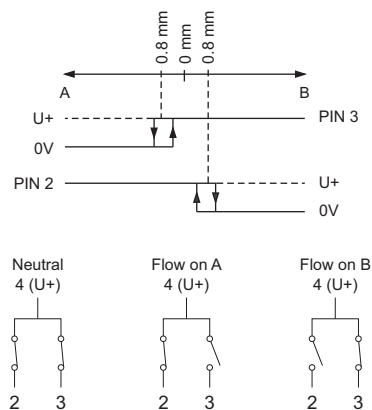 0.8 mm
0 mm
0.8 mm
A
B
U+
PIN 3
0V
PIN 2
U+
0V
Neutral
4 (U+)
2 3
Flow on A
4 (U+)
2 3
Flow on B
4 (U+)
2 3